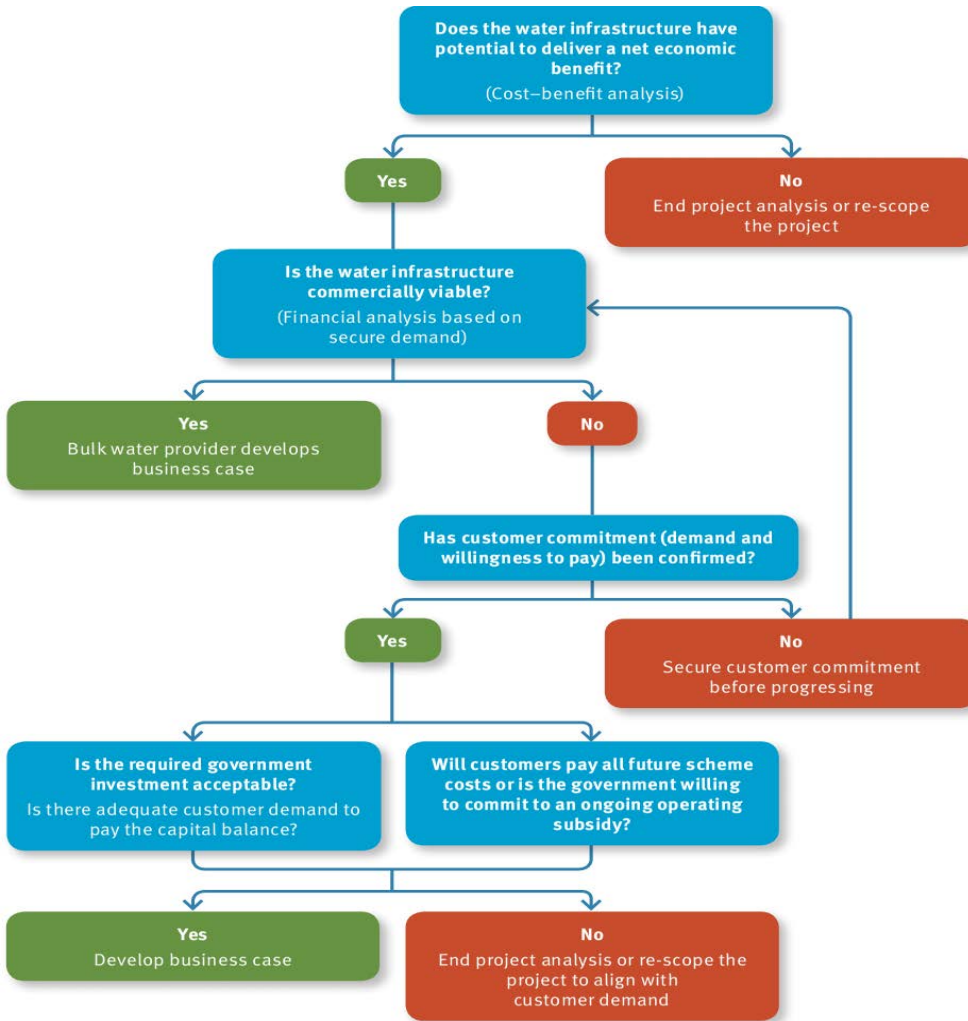 Does the water infrastructure have
potential to deliver a net economic
benefit?
(Cost–benefit analysis)
Yes
No
End project analysis or re-scope
the project
Is the water infrastructure
commercially viable?
(Financial analysis based on
secure demand)
Yes
Bulk water provider develops
business case
No
Has customer commitment (demand and
willingness to pay) been confirmed?
Yes
No
Secure customer commitment
before progressing
Is the required government
investment acceptable?
Is there adequate customer demand to
pay the capital balance?
Will customers pay all future scheme
costs or is the government willing
to commit to an ongoing operating
subsidy?
Yes
Develop business case
No
End project analysis or re-scope the
project to align with
customer demand